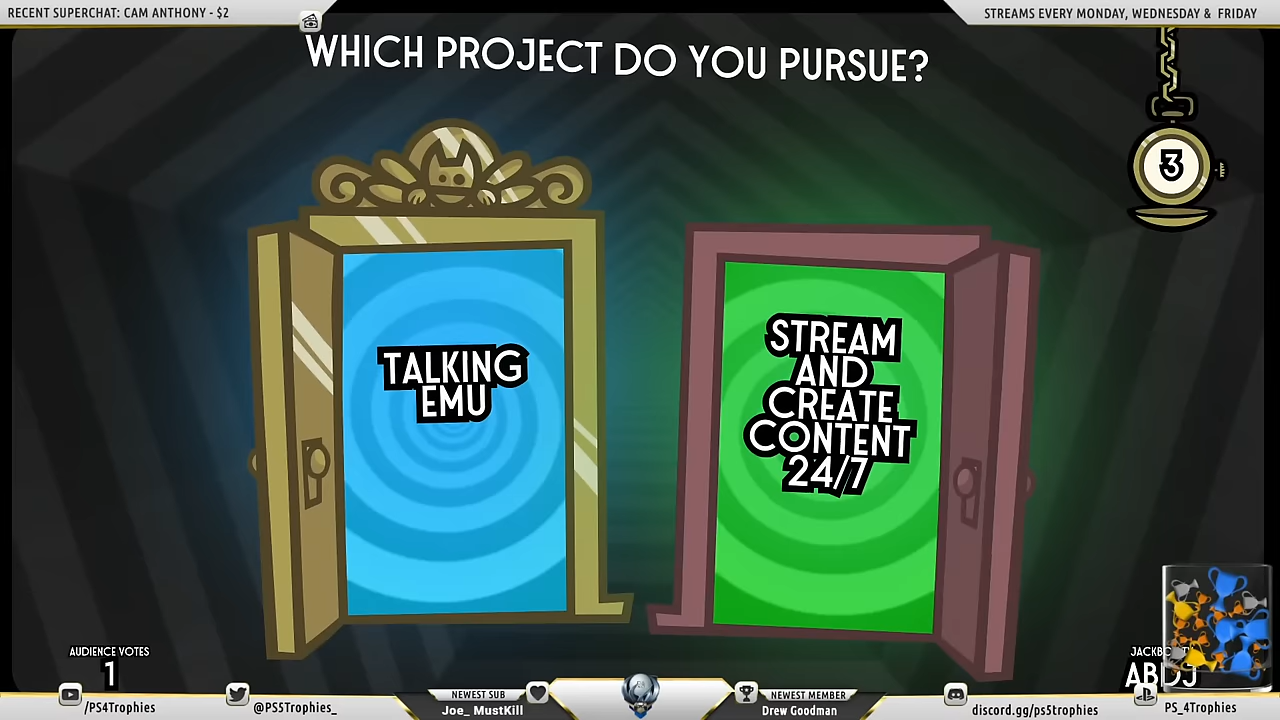 RECENT SUPERCHAT: CAM ANTHONY - $2
STREAMS EVERY MONDAY, WEDNESDAY & FRIDAY
WHICH PROJECT DO YOU PURSUE?
3
TALKING
EMU
STREAM
AND
CREATE
CONTENT
24/7
AUDIENCE VOTES
1
ABDJ
/PS4Trophies
@PS5Trophies_
NEWEST SUB
Joe_ MustKill
NEWEST MEMBER
Drew Goodman
discord.gg/ps5trophies
PS_4Trophies